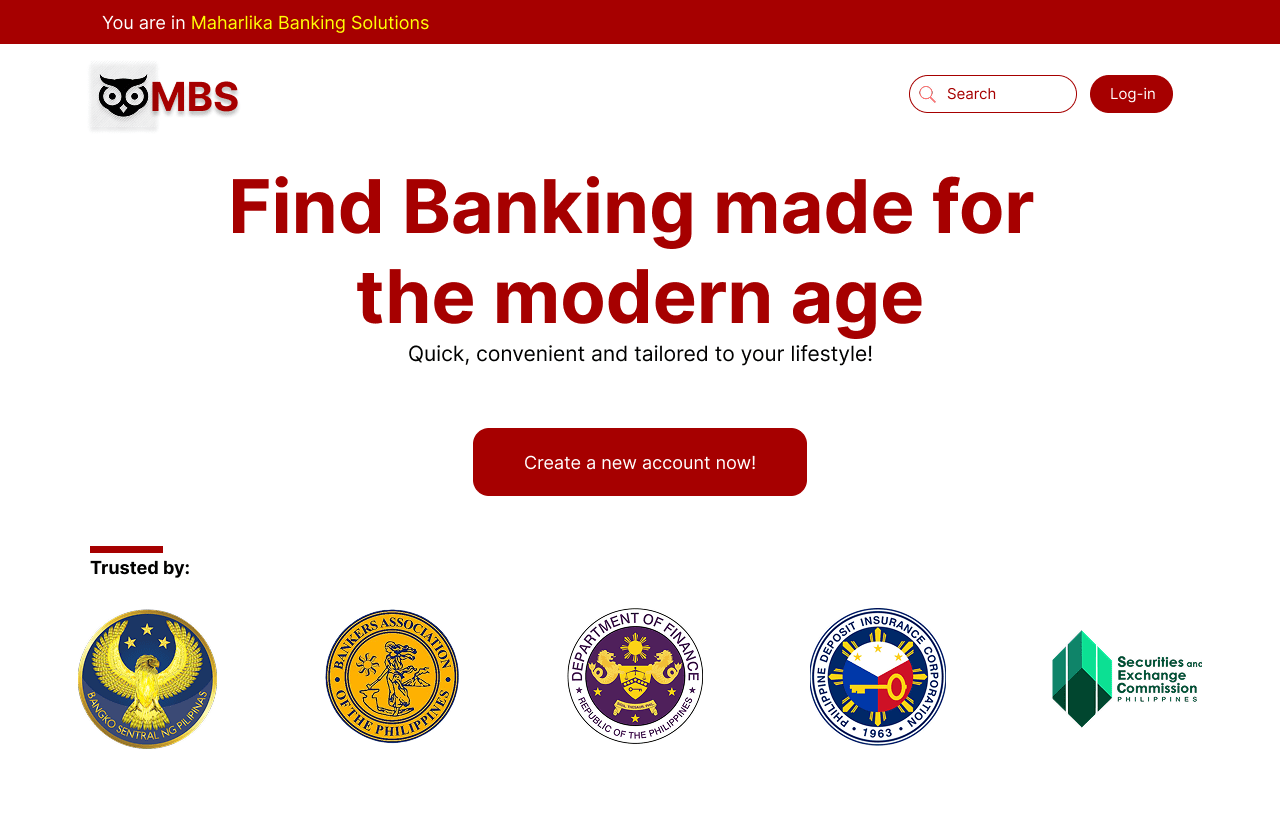 You are in Maharlika Banking Solutions
MBS
Search
Log-in
Find Banking made for
the modern age
Quick, convenient and tailored to your lifestyle!
Create a new account now!
Trusted by:
BANGKO SENTRAL NG PILIPINAS
BANKERS ASSOCIATION
OF THE PHILIPPINES
DEPARTMENT OF FINANCE
REPUBLIC OF THE PHILIPPINES
PHILIPPINE DEPOSIT INSURANCE CORPORATION
1963
Securities and
Exchange
Commission
PHILIPPINES